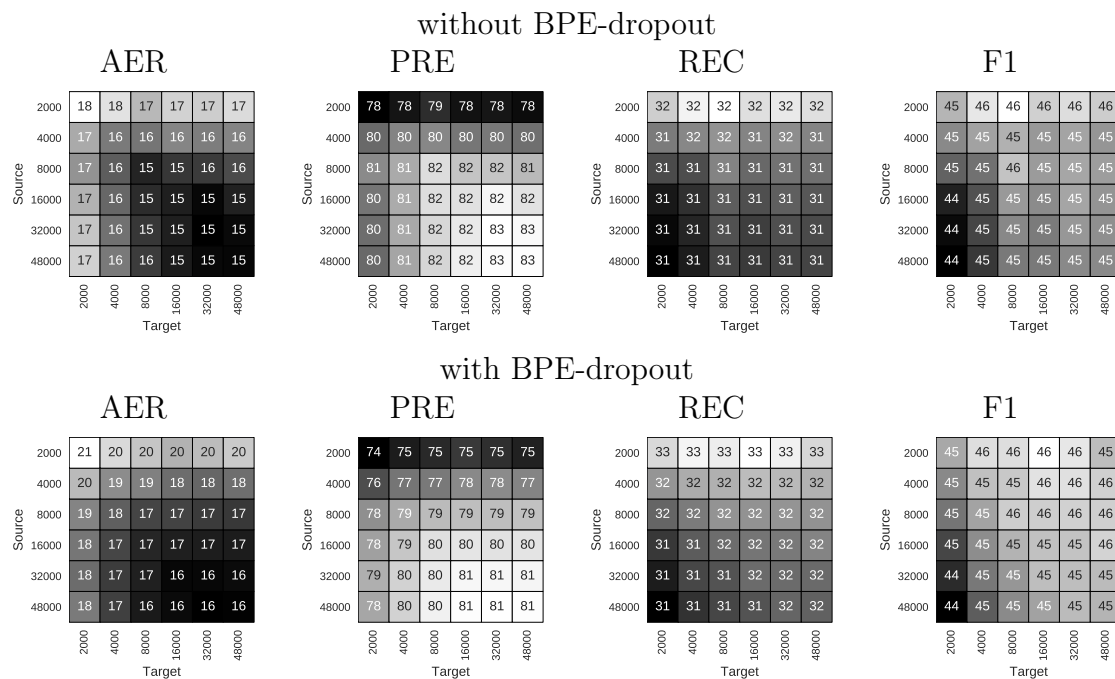 without BPE-dropout
AER PRE REC F1
2000 18 18 17 17 17 17 2000 78 78 79 78 78 78 2000 32 32 32 32 32 32 2000 45 46 46 46 46 46
4000 17 16 16 16 16 16 4000 80 80 80 80 80 80 4000 31 32 32 31 32 31 4000 45 45 45 45 45 45
8000 17 16 15 15 16 16 8000 81 81 82 82 82 81 8000 31 31 31 31 31 31 8000 45 45 46 45 45 45
16000 17 16 15 15 15 15 16000 80 81 82 82 82 82 16000 31 31 31 31 31 31 16000 44 45 45 45 45 45
32000 17 16 15 15 15 15 32000 80 81 82 82 83 83 32000 31 31 31 31 31 31 32000 44 45 45 45 45 45
48000 17 16 16 15 15 15 48000 80 81 82 82 83 83 48000 31 31 31 31 31 31 48000 44 45 45 45 45 45
Source Source Source Source
2000 4000 8000 16000 32000 48000 2000 4000 8000 16000 32000 48000 2000 4000 8000 16000 32000 48000 2000 4000 8000 16000 32000 48000
Target Target Target Target
with BPE-dropout
AER PRE REC F1
2000 21 20 20 20 20 20 2000 74 75 75 75 75 75 2000 33 33 33 33 33 33 2000 45 46 46 46 46 45
4000 20 19 19 18 18 18 4000 76 77 77 78 78 77 4000 32 32 32 32 32 32 4000 45 45 45 46 46 46
8000 19 18 17 17 17 17 8000 78 79 79 79 79 79 8000 32 32 32 32 32 32 8000 45 45 46 46 46 46
16000 18 17 17 17 17 17 16000 78 79 80 80 80 80 16000 31 31 32 32 32 32 16000 45 45 45 45 45 46
32000 18 17 17 16 16 16 32000 79 80 80 81 81 81 32000 31 31 31 32 32 32 32000 44 45 45 45 45 45
48000 18 17 16 16 16 16 48000 78 80 80 81 81 81 48000 31 31 31 31 32 32 48000 44 45 45 45 45 45
Source Source Source Source
2000 4000 8000 16000 32000 48000 2000 4000 8000 16000 32000 48000 2000 4000 8000 16000 32000 48000 2000 4000 8000 16000 32000 48000
Target Target Target Target